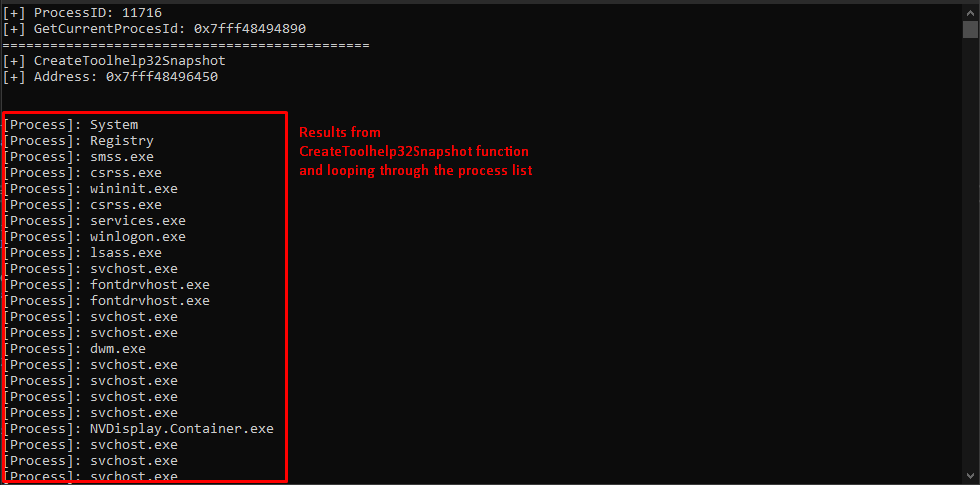 [+] ProcessID: 11716
[+] GetCurrentProcesId: 0x7fff48494890
==============================================
[+] CreateToolhelp32Snapshot
[+] Address: 0x7fff48496450
[Process]: System
[Process]: Registry
[Process]: smss.exe
[Process]: csrss.exe
[Process]: wininit.exe
[Process]: csrss.exe
[Process]: services.exe
[Process]: winlogon.exe
[Process]: lsass.exe
[Process]: svchost.exe
[Process]: fontdrvhost.exe
[Process]: fontdrvhost.exe
[Process]: svchost.exe
[Process]: svchost.exe
[Process]: dwm.exe
[Process]: svchost.exe
[Process]: svchost.exe
[Process]: svchost.exe
[Process]: svchost.exe
[Process]: NVDisplay.Container.exe
[Process]: svchost.exe
[Process]: svchost.exe
[Process]: svchost.exe
Results from
CreateToolhelp32Snapshot function
and looping through the process list